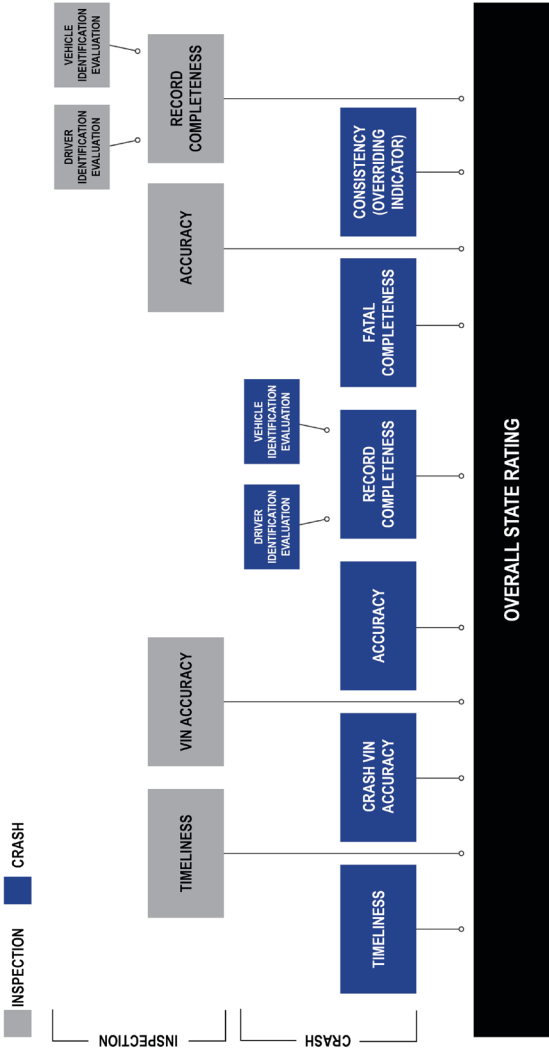 INSPECTION
CRASH
INSPECTION
CRASH
DRIVER
IDENTIFICATION
EVALUATION
VEHICLE
IDENTIFICATION
EVALUATION
TIMELINESS
VIN ACCURACY
ACCURACY
RECORD
COMPLETENESS
DRIVER
IDENTIFICATION
EVALUATION
VEHICLE
IDENTIFICATION
EVALUATION
TIMELINESS
CRASH VIN
ACCURACY
ACCURACY
RECORD
COMPLETENESS
FATAL
COMPLETENESS
CONSISTENCY
(OVERRIDING
INDICATOR)
OVERALL STATE RATING